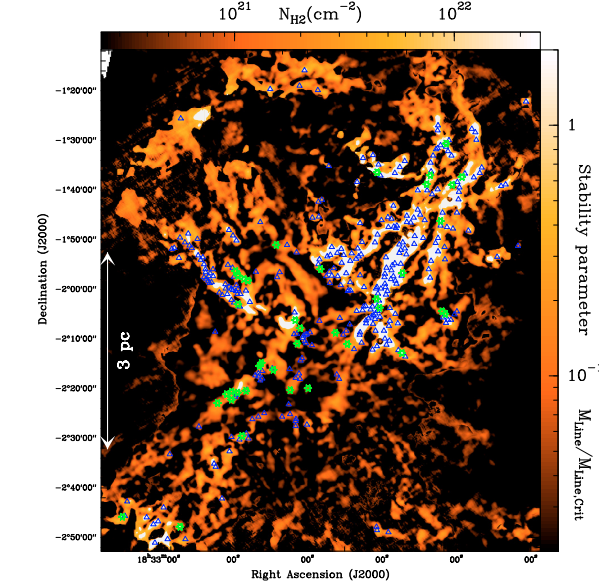 10²¹ N_H2(cm⁻²) 10²²
-1°20'00"
-1°30'00"
-1°40'00"
-1°50'00"
-2°00'00"
-2°10'00"
-2°20'00"
-2°30'00"
-2°40'00"
-2°50'00"
Declination (J2000)
3 pc
18ʰ33ᵐ00ˢ 00ˢ 00ˢ 00ˢ 00ˢ 00ˢ
Right Ascension (J2000)
1
10⁻
Stability parameter M_Line/M_Line,Crit